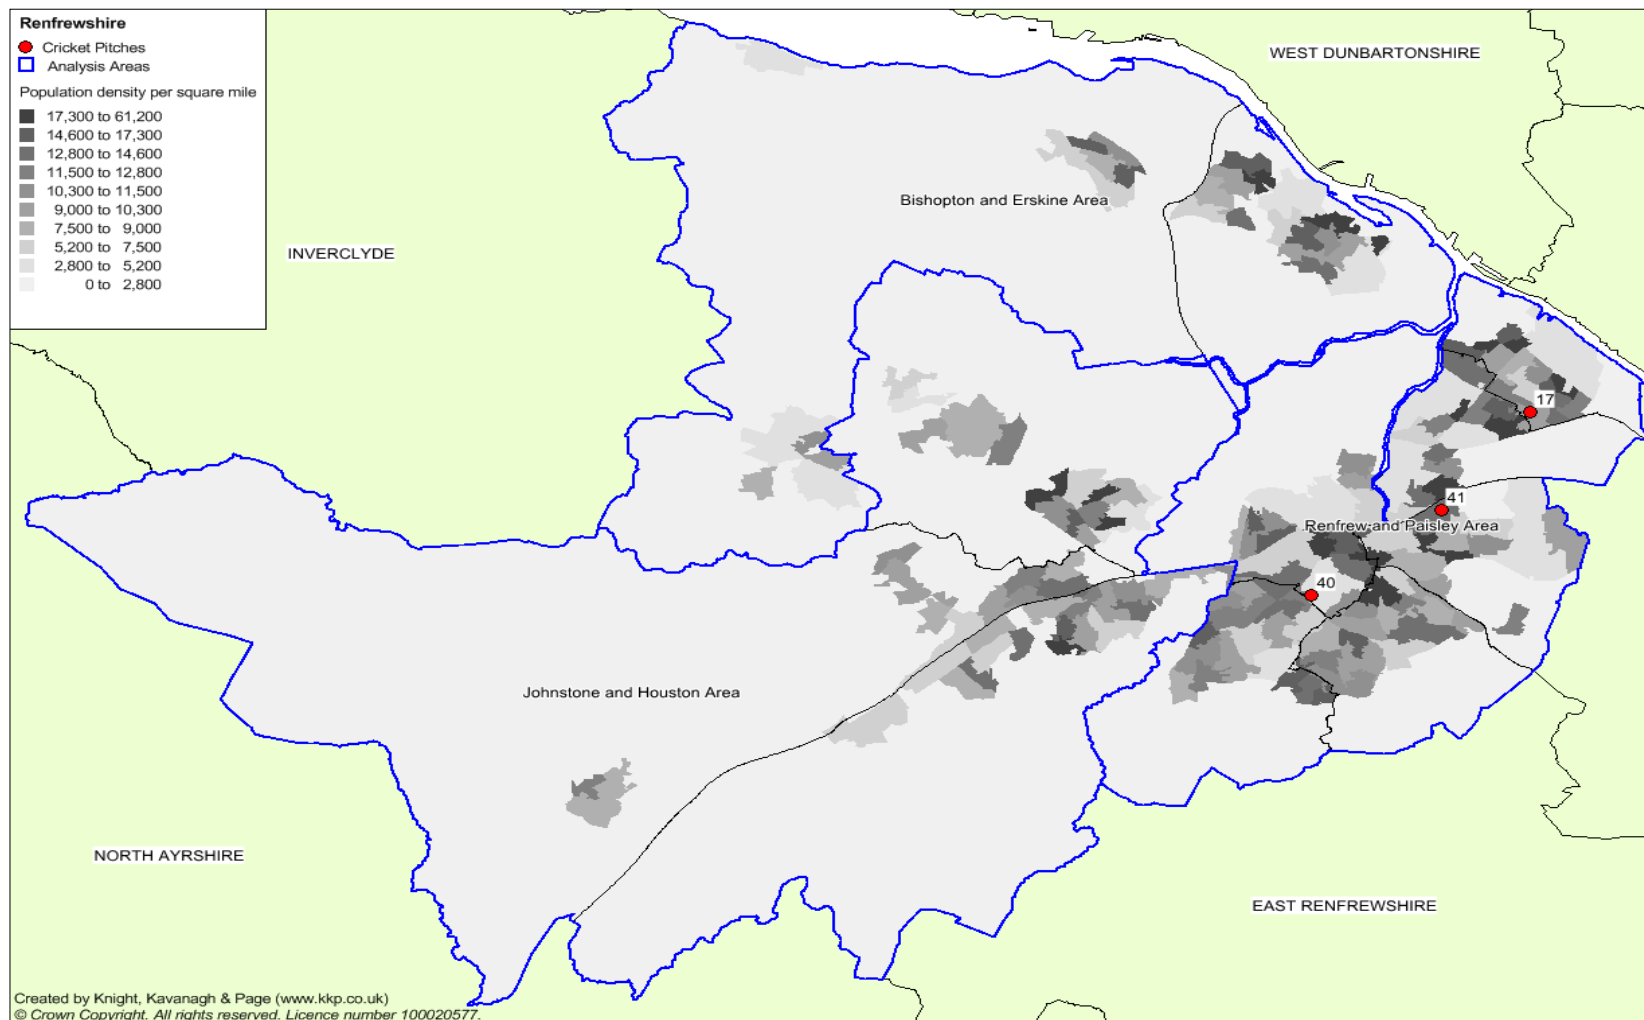 Renfrewshire
Cricket Pitches
Analysis Areas
Population density per square mile
17,300 to 61,200
14,600 to 17,300
12,800 to 14,600
11,500 to 12,800
10,300 to 11,500
9,000 to 10,300
7,500 to 9,000
5,200 to 7,500
2,800 to 5,200
0 to 2,800
WEST DUNBARTONSHIRE
Bishopton and Erskine Area
INVERCLYDE
17
41
Renfrew and Paisley Area
40
Johnstone and Houston Area
NORTH AYRSHIRE
EAST RENFREWSHIRE
Created by Knight, Kavanagh & Page (www.kkp.co.uk)
© Crown Copyright. All rights reserved. Licence number 100020577.